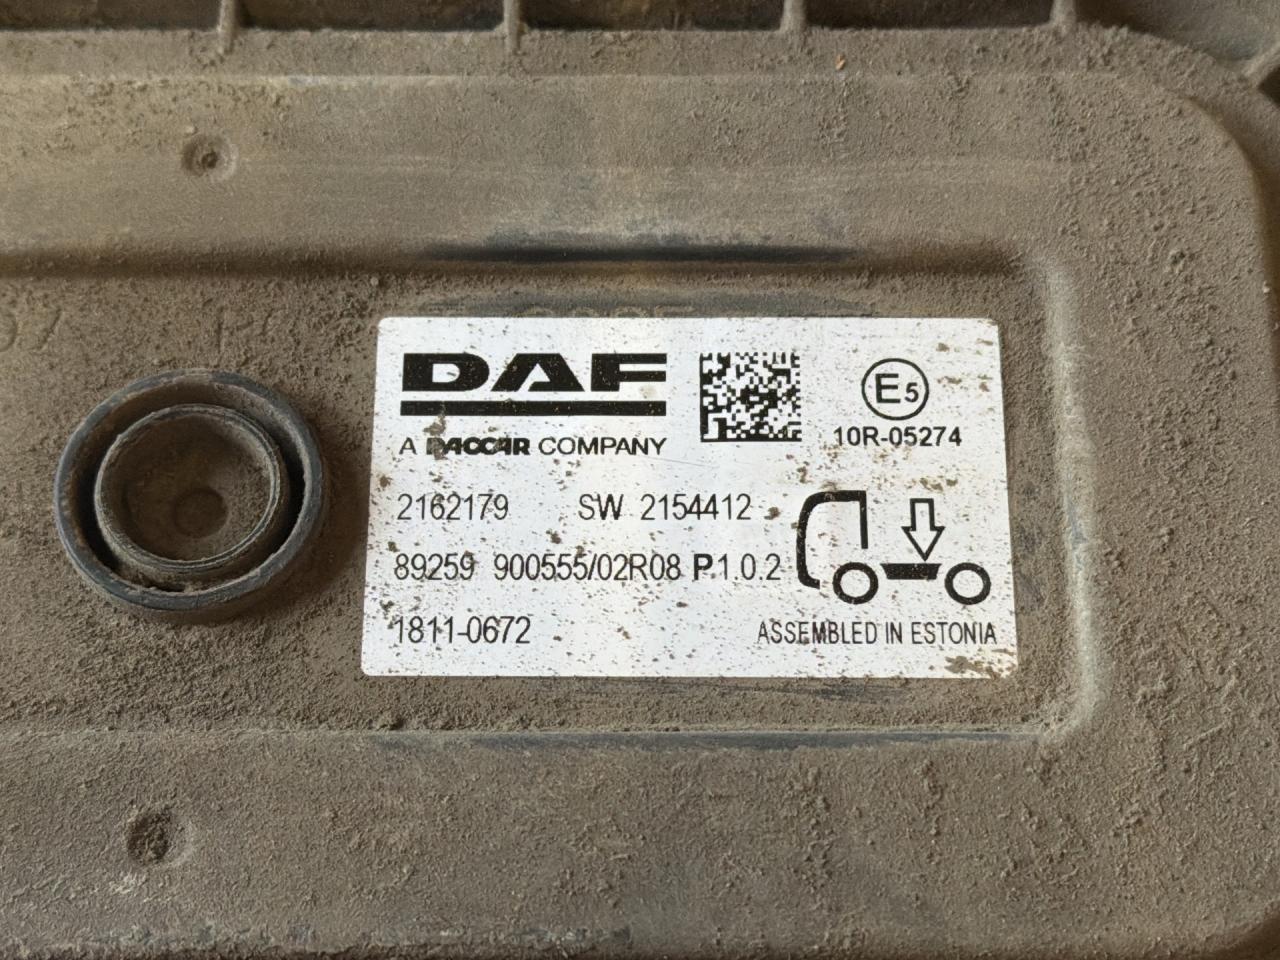 DAF
A PACCAR COMPANY
E5
10R-05274
2162179 SW 2154412
89259 900555/02R08 P.1.0.2
1811-0672
ASSEMBLED IN ESTONIA